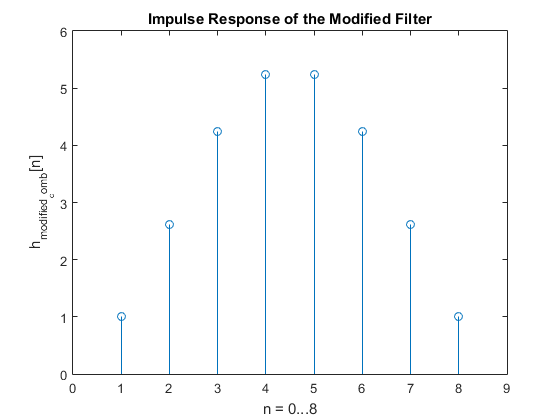 Impulse Response of the Modified Filter
6
5
4
3
2
1
0
h_modified_comb[n]
0 1 2 3 4 5 6 7 8 9
n = 0...8